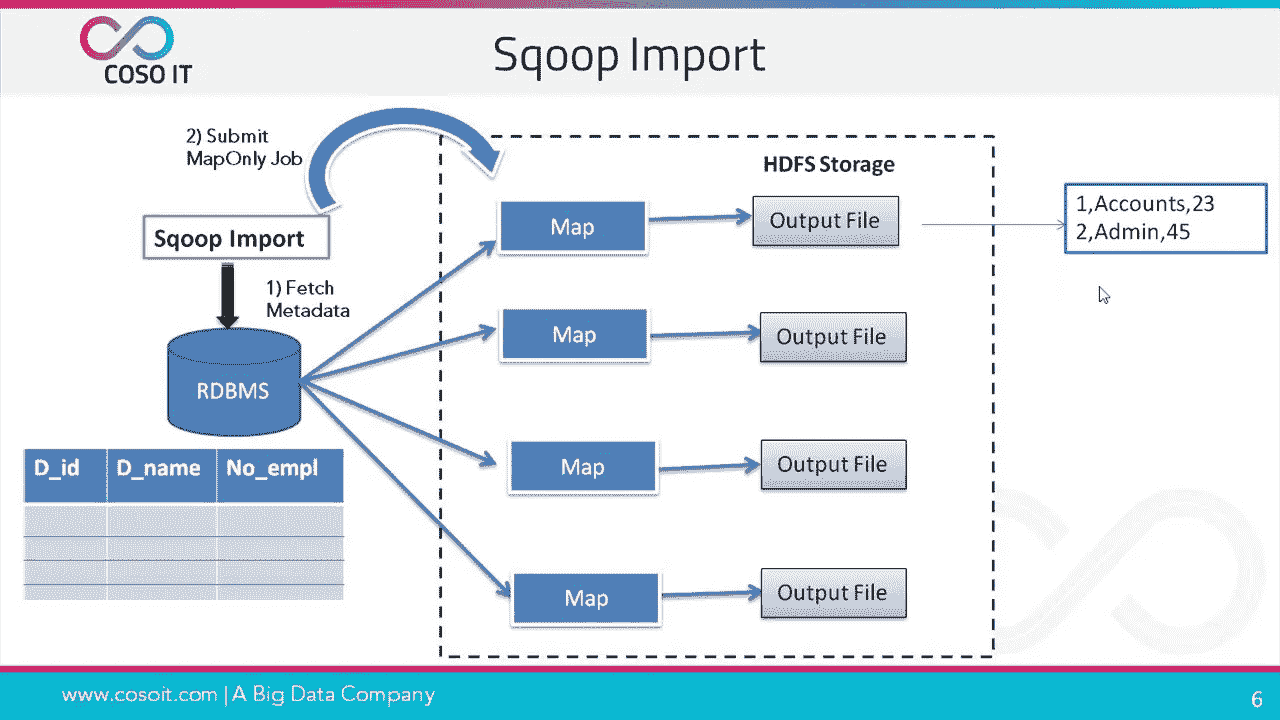 COSO IT
Sqoop Import
2) Submit
MapOnly Job
HDFS Storage
Sqoop Import
1) Fetch
Metadata
RDBMS
D_id D_name No_empl
Map
Output File
1,Accounts,23
2,Admin,45
Map
Output File
Map
Output File
Map
Output File
www.cosoit.com | A Big Data Company
6